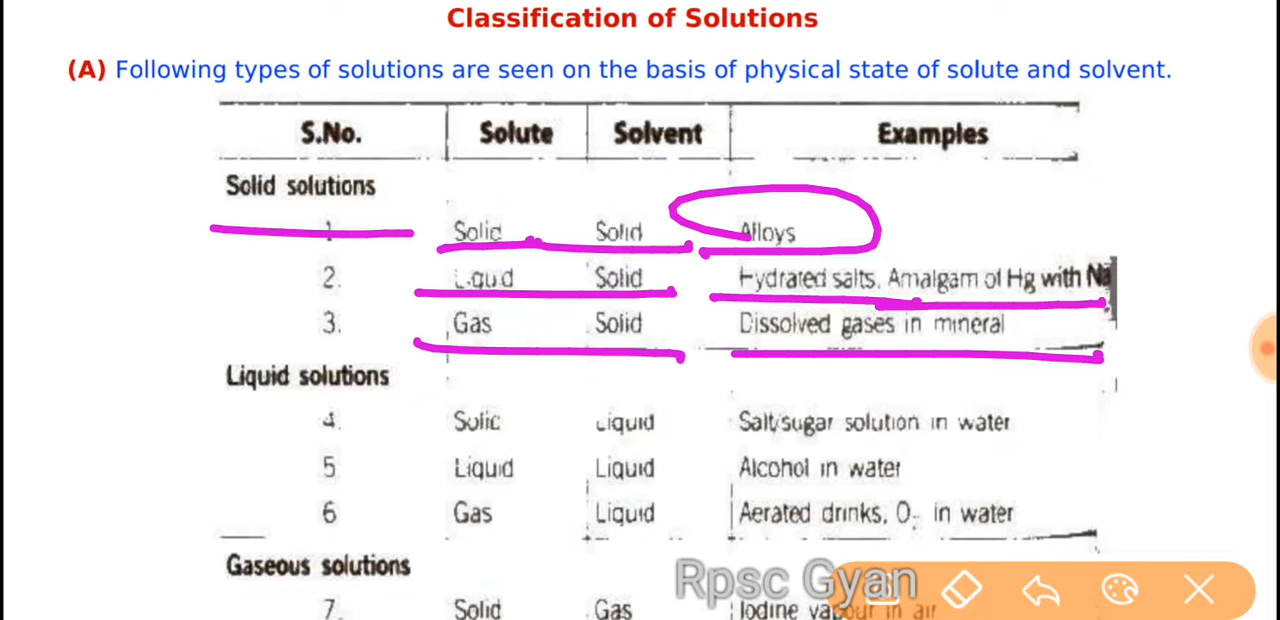 Classification of Solutions
(A) Following types of solutions are seen on the basis of physical state of solute and solvent.
S.No. Solute Solvent Examples
Solid solutions
1 Solid Solid Alloys
2. Liquid Solid Hydrated salts, Amalgam of Hg with Na
3. Gas Solid Dissolved gases in mineral
Liquid solutions
4. Solid Liquid Salt/sugar solution in water
5 Liquid Liquid Alcohol in water
6 Gas Liquid Aerated drinks, O₂ in water
Gaseous solutions
7. Solid Gas Iodine vapour in air
Rpsc Gyan